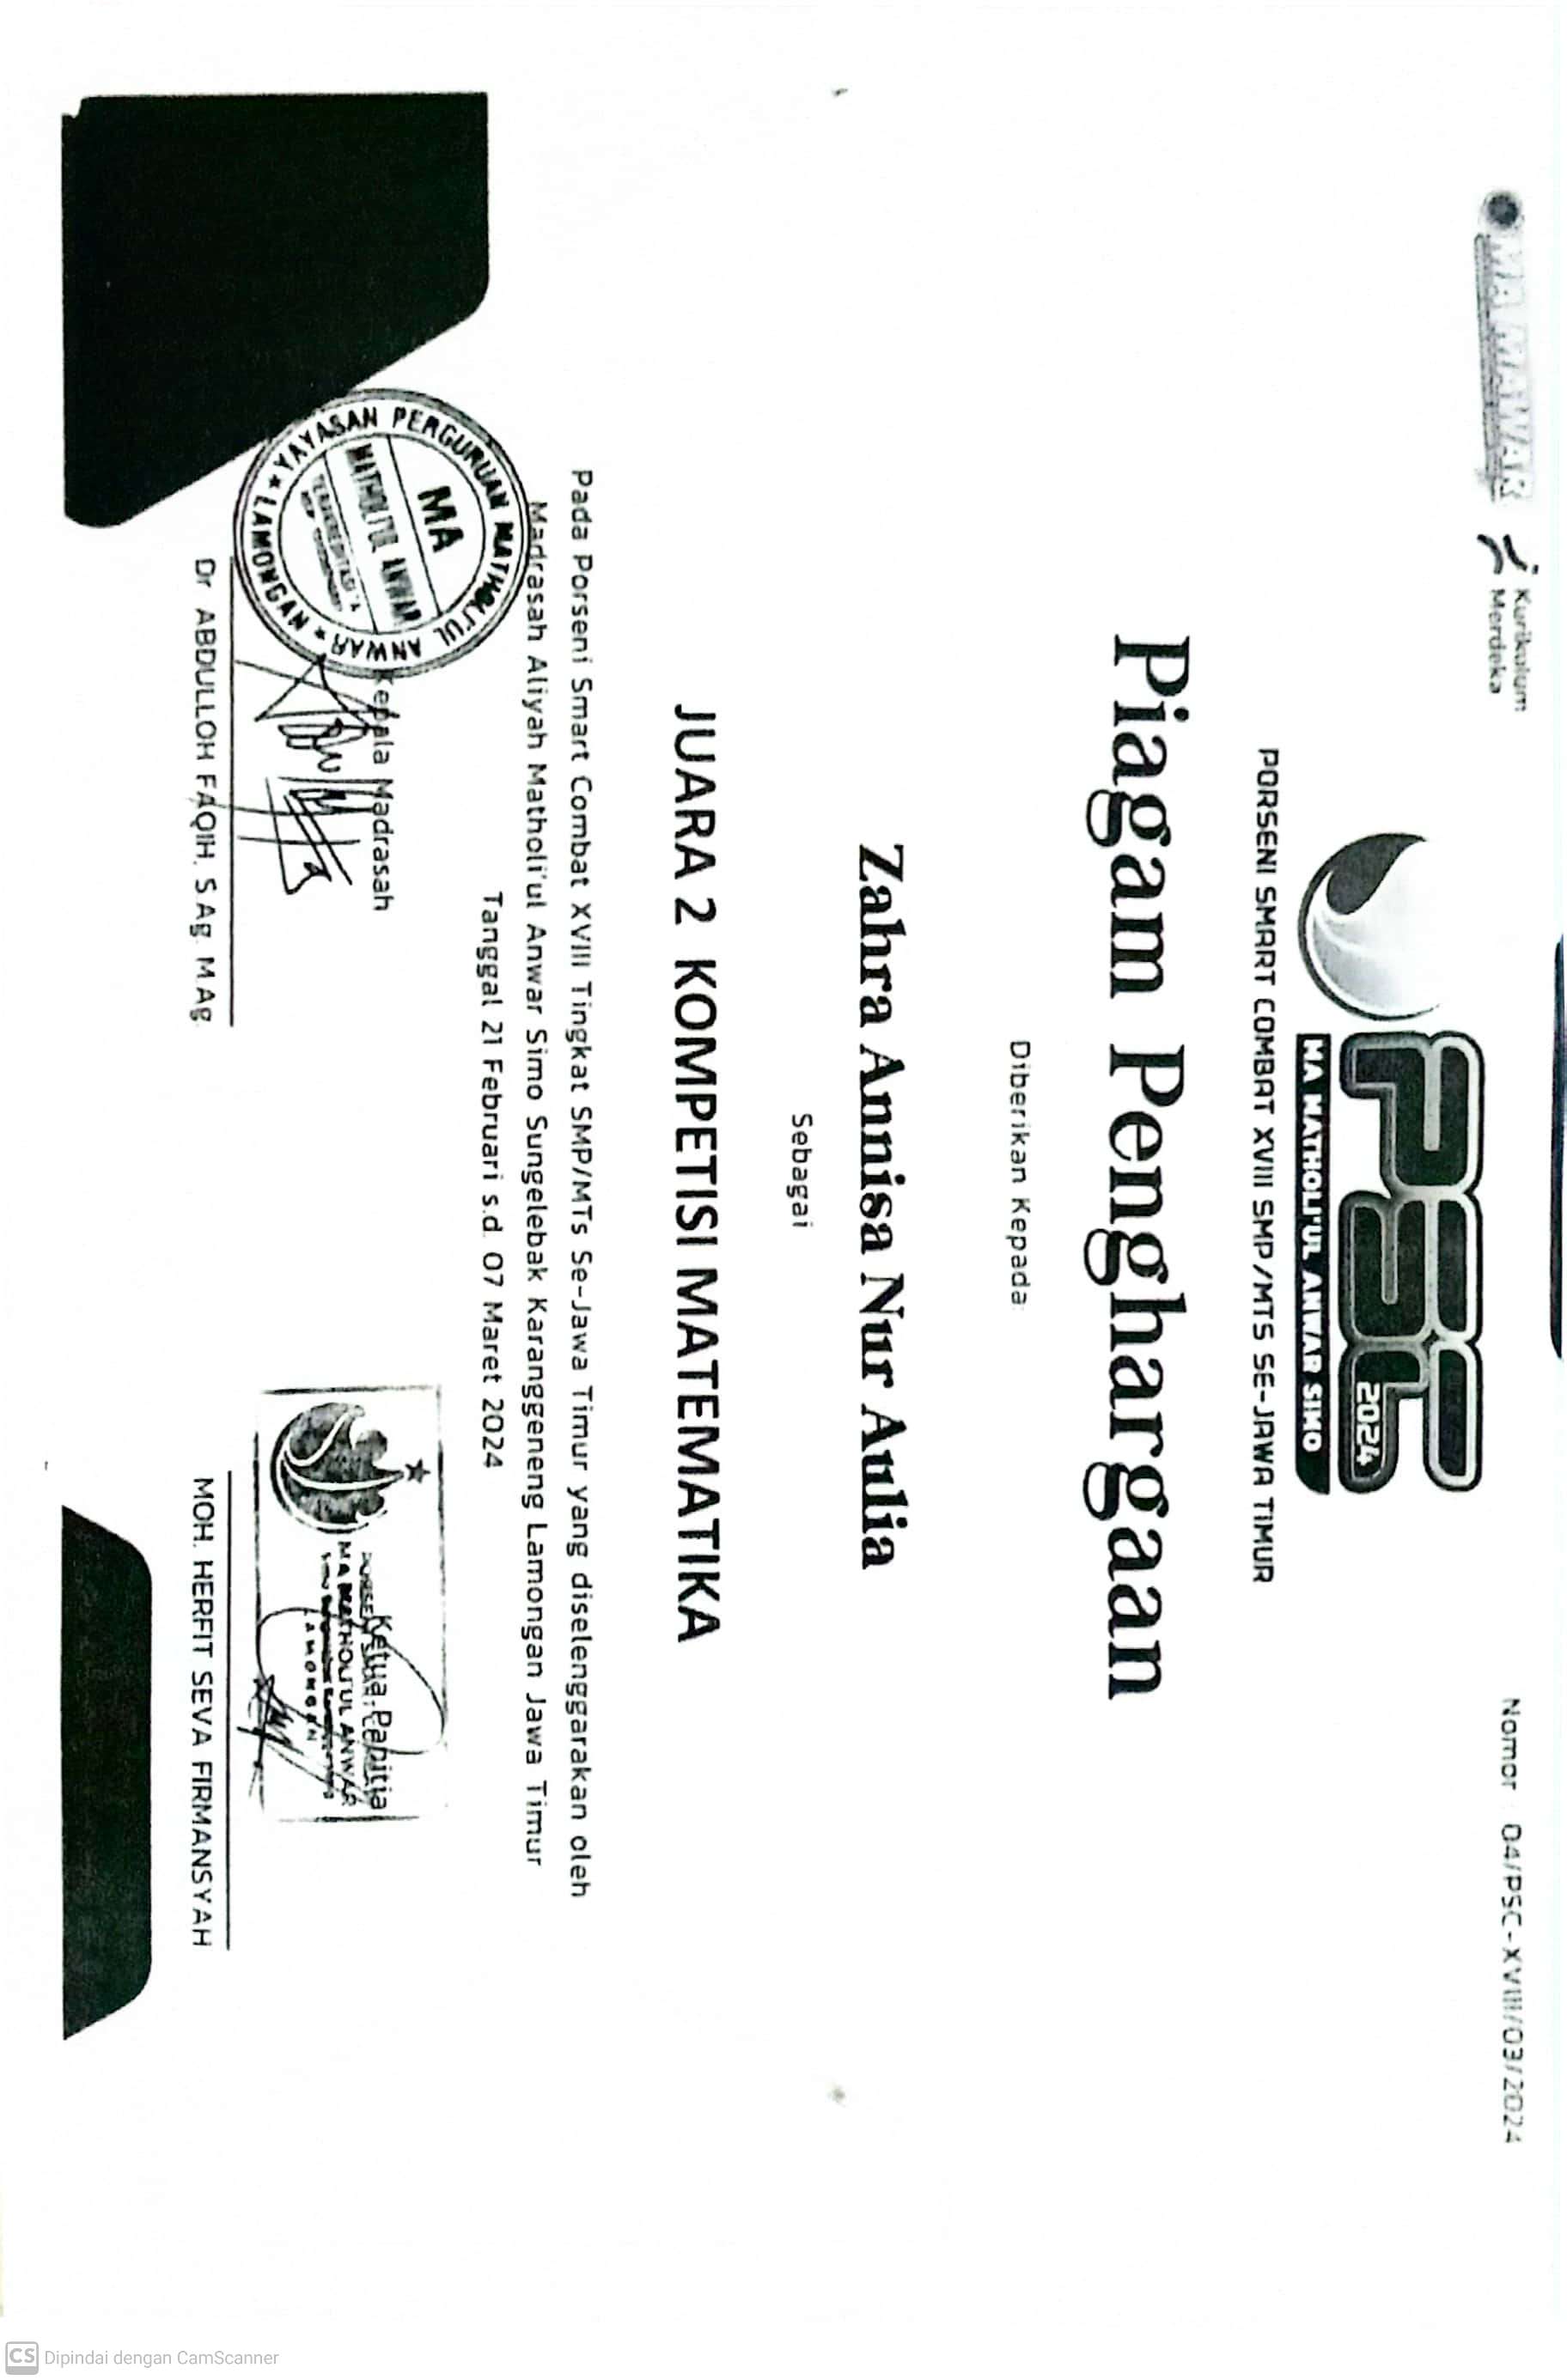 MA MAWAR
Kurikulum
Merdeka
Nomor : 04/PSC-XVIII/03/2024
PSC
2024
MA MATHOLI'UL ANWAR SIMO
PORSENI SMART COMBAT XVIII SMP/MTS SE-JAWA TIMUR
Piagam Penghargaan
Diberikan Kepada:
Zahra Annisa Nur Aulia
Sebagai
JUARA 2 KOMPETISI MATEMATIKA
Pada Porseni Smart Combat XVIII Tingkat SMP/MTs Se-Jawa Timur yang diselenggarakan oleh
Madrasah Aliyah Matholi'ul Anwar Simo Sungelebak Karanggeneng Lamongan Jawa Timur
Tanggal 21 Februari s.d. 07 Maret 2024
Kepala Madrasah
YAYASAN PERGURUAN MATHOLI'UL ANWAR
MA
MATHOLI'UL ANWAR
TERAKREDITASI
★ LAMONGAN ★
Dr ABDULLOH FAQIH, S.Ag. M.Ag.
Ketua Panitia
MA MATHOLI'UL ANWAR
LAMONGAN
MOH. HERFIT SEVA FIRMANSYAH
CS Dipindai dengan CamScanner